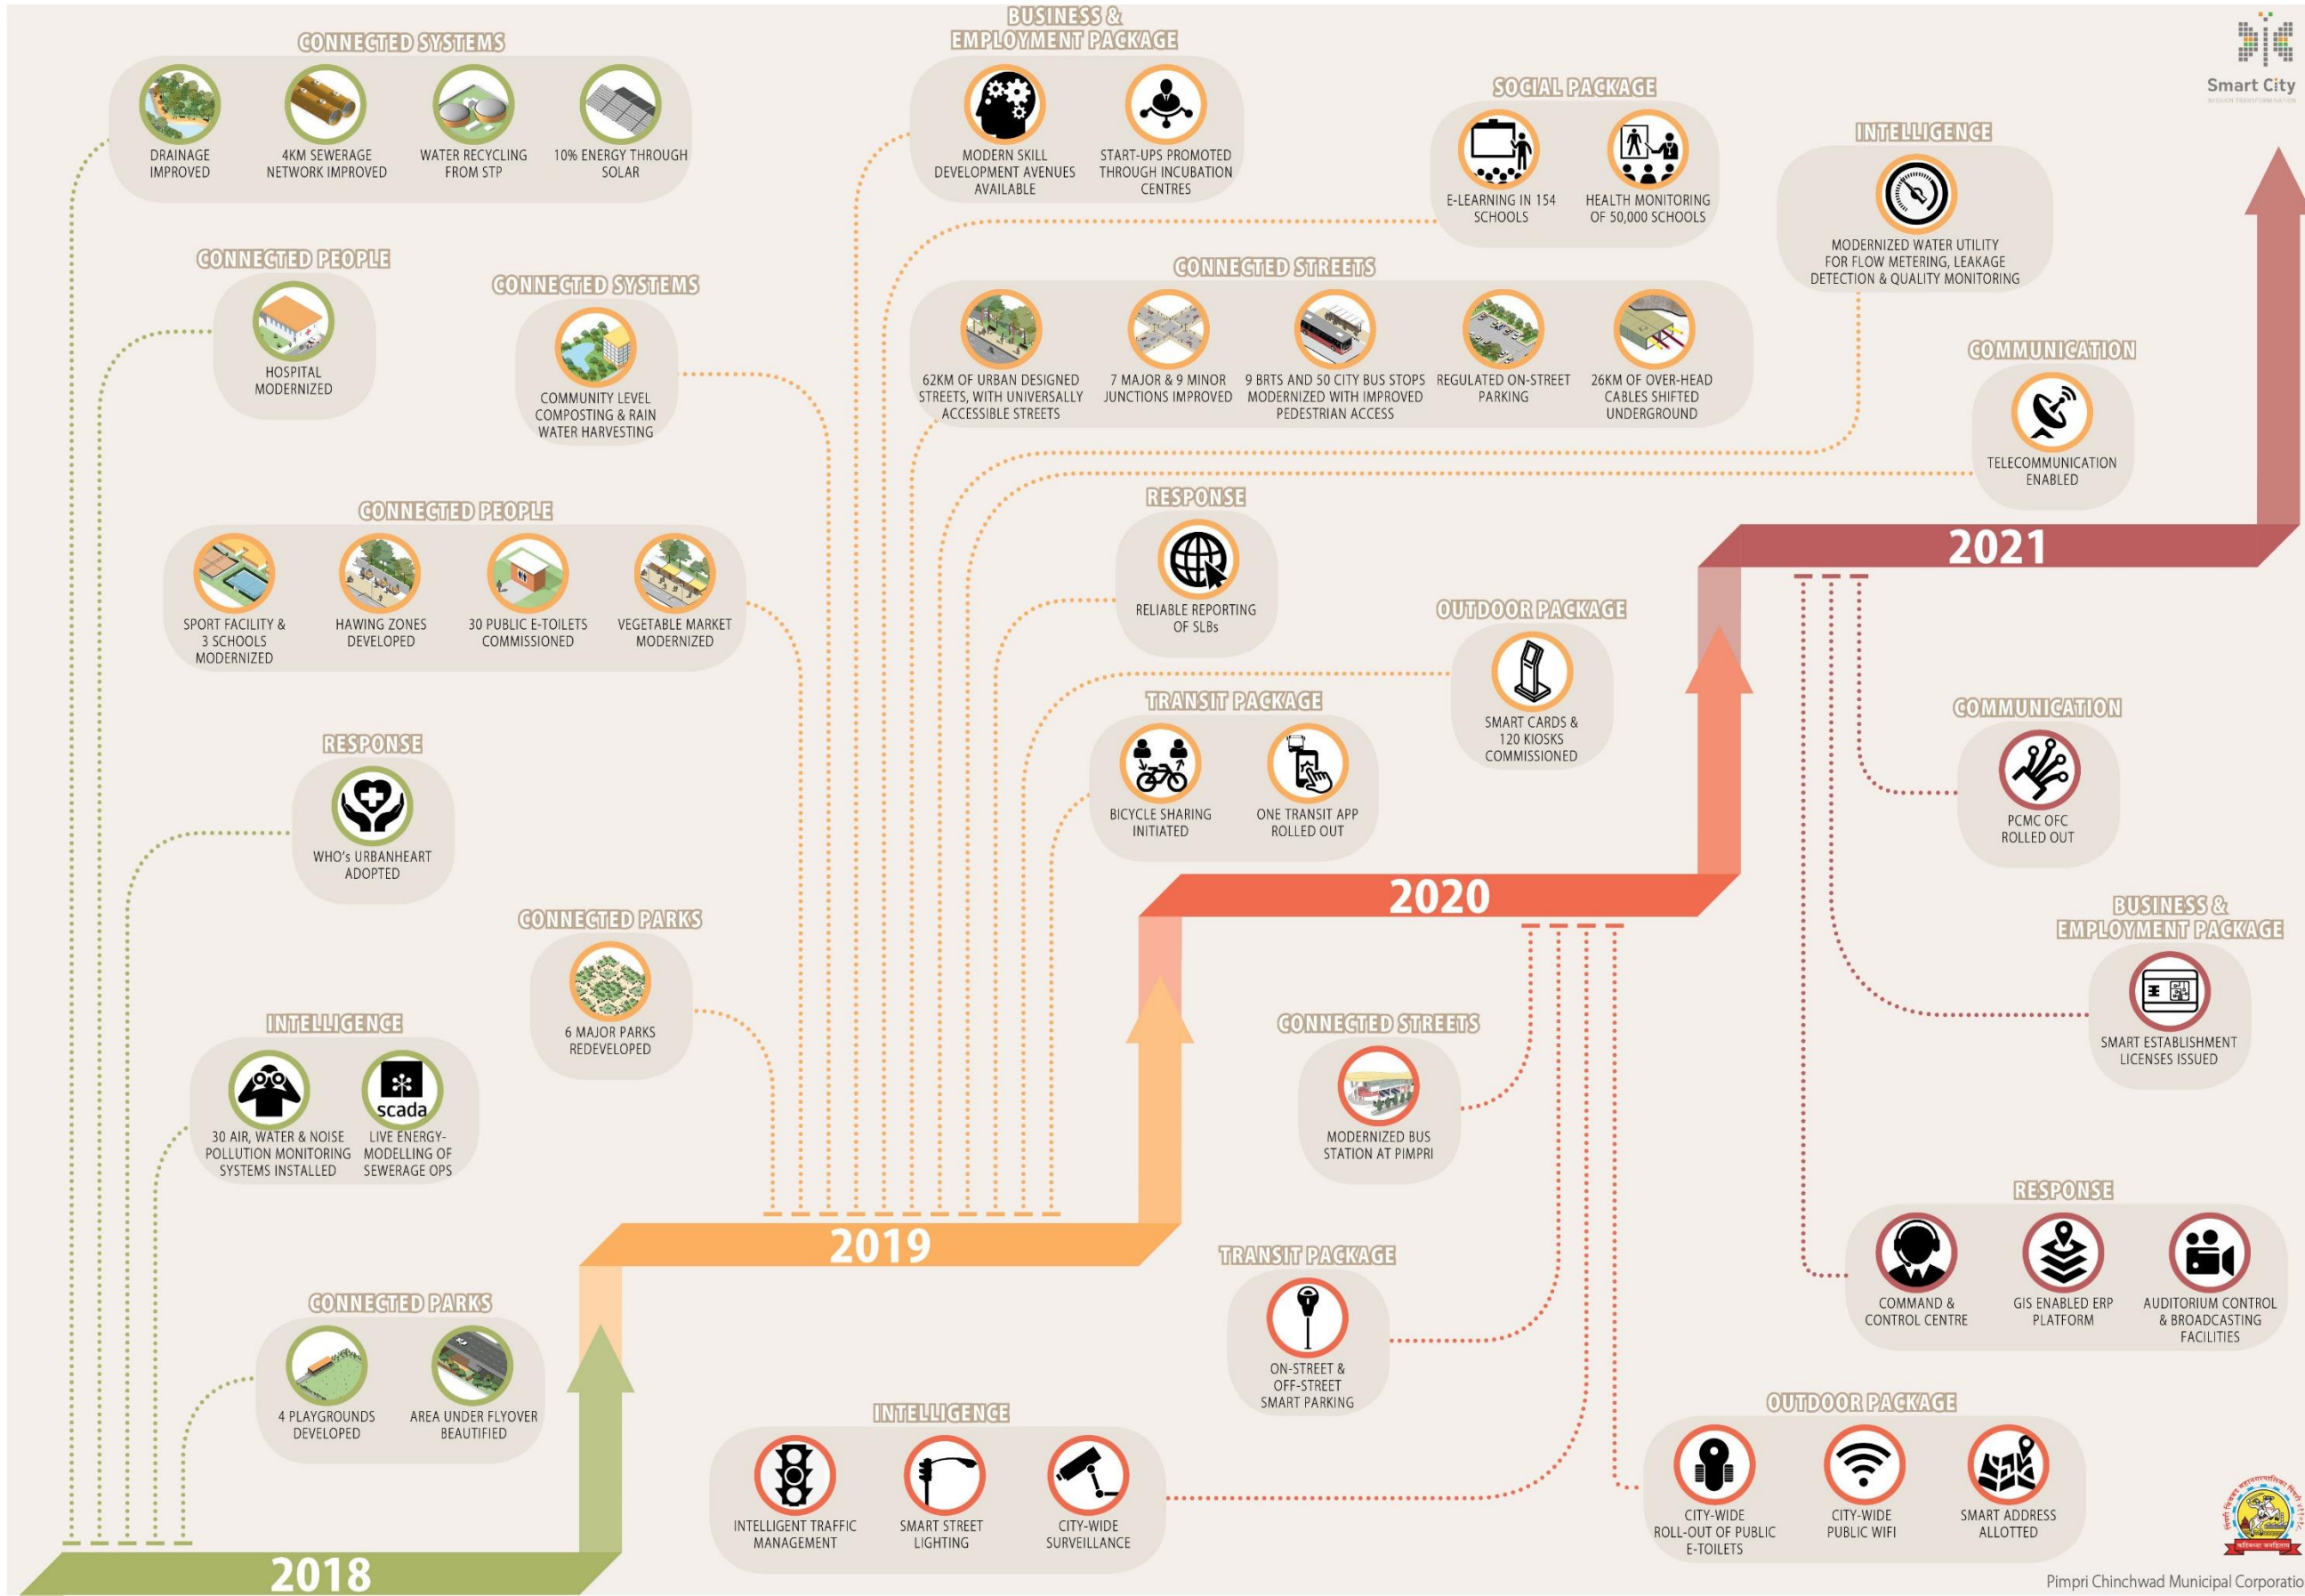 CONNECTED SYSTEMS
DRAINAGE
IMPROVED
4KM SEWERAGE
NETWORK IMPROVED
WATER RECYCLING
FROM STP
10% ENERGY THROUGH
SOLAR
BUSINESS &
EMPLOYMENT PACKAGE
MODERN SKILL
DEVELOPMENT AVENUES
AVAILABLE
START-UPS PROMOTED
THROUGH INCUBATION
CENTRES
SOCIAL PACKAGE
E-LEARNING IN 154
SCHOOLS
HEALTH MONITORING
OF 50,000 SCHOOLS
Smart City
MISSION TRANSFORM-NATION
INTELLIGENCE
MODERNIZED WATER UTILITY
FOR FLOW METERING, LEAKAGE
DETECTION & QUALITY MONITORING
CONNECTED PEOPLE
HOSPITAL
MODERNIZED
CONNECTED SYSTEMS
COMMUNITY LEVEL
COMPOSTING & RAIN
WATER HARVESTING
CONNECTED STREETS
62KM OF URBAN DESIGNED
STREETS, WITH UNIVERSALLY
ACCESSIBLE STREETS
7 MAJOR & 9 MINOR
JUNCTIONS IMPROVED
9 BRTS AND 50 CITY BUS STOPS
MODERNIZED WITH IMPROVED
PEDESTRIAN ACCESS
REGULATED ON-STREET
PARKING
26KM OF OVER-HEAD
CABLES SHIFTED
UNDERGROUND
COMMUNICATION
TELECOMMUNICATION
ENABLED
CONNECTED PEOPLE
SPORT FACILITY &
3 SCHOOLS
MODERNIZED
HAWING ZONES
DEVELOPED
30 PUBLIC E-TOILETS
COMMISSIONED
VEGETABLE MARKET
MODERNIZED
RESPONSE
RELIABLE REPORTING
OF SLBs
2021
OUTDOOR PACKAGE
SMART CARDS &
120 KIOSKS
COMMISSIONED
TRANSIT PACKAGE
BICYCLE SHARING
INITIATED
ONE TRANSIT APP
ROLLED OUT
COMMUNICATION
PCMC OFC
ROLLED OUT
RESPONSE
WHO's URBANHEART
ADOPTED
2020
CONNECTED PARKS
6 MAJOR PARKS
REDEVELOPED
BUSINESS &
EMPLOYMENT PACKAGE
SMART ESTABLISHMENT
LICENSES ISSUED
INTELLIGENCE
30 AIR, WATER & NOISE
POLLUTION MONITORING
SYSTEMS INSTALLED
scada
LIVE ENERGY-
MODELLING OF
SEWERAGE OPS
CONNECTED STREETS
MODERNIZED BUS
STATION AT PIMPRI
RESPONSE
COMMAND &
CONTROL CENTRE
GIS ENABLED ERP
PLATFORM
AUDITORIUM CONTROL
& BROADCASTING
FACILITIES
2019
TRANSIT PACKAGE
ON-STREET &
OFF-STREET
SMART PARKING
CONNECTED PARKS
4 PLAYGROUNDS
DEVELOPED
AREA UNDER FLYOVER
BEAUTIFIED
INTELLIGENCE
INTELLIGENT TRAFFIC
MANAGEMENT
SMART STREET
LIGHTING
CITY-WIDE
SURVEILLANCE
OUTDOOR PACKAGE
CITY-WIDE
ROLL-OUT OF PUBLIC
E-TOILETS
CITY-WIDE
PUBLIC WIFI
SMART ADDRESS
ALLOTTED
2018
Pimpri Chinchwad Municipal Corporatio